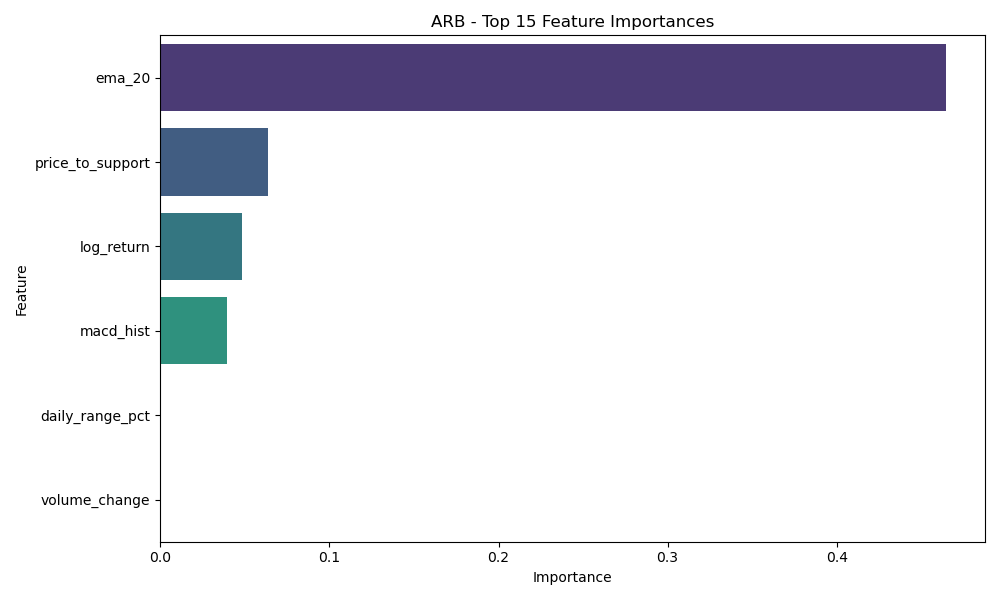 ARB - Top 15 Feature Importances
ema_20
price_to_support
log_return
macd_hist
daily_range_pct
volume_change
Feature
0.0 0.1 0.2 0.3 0.4
Importance